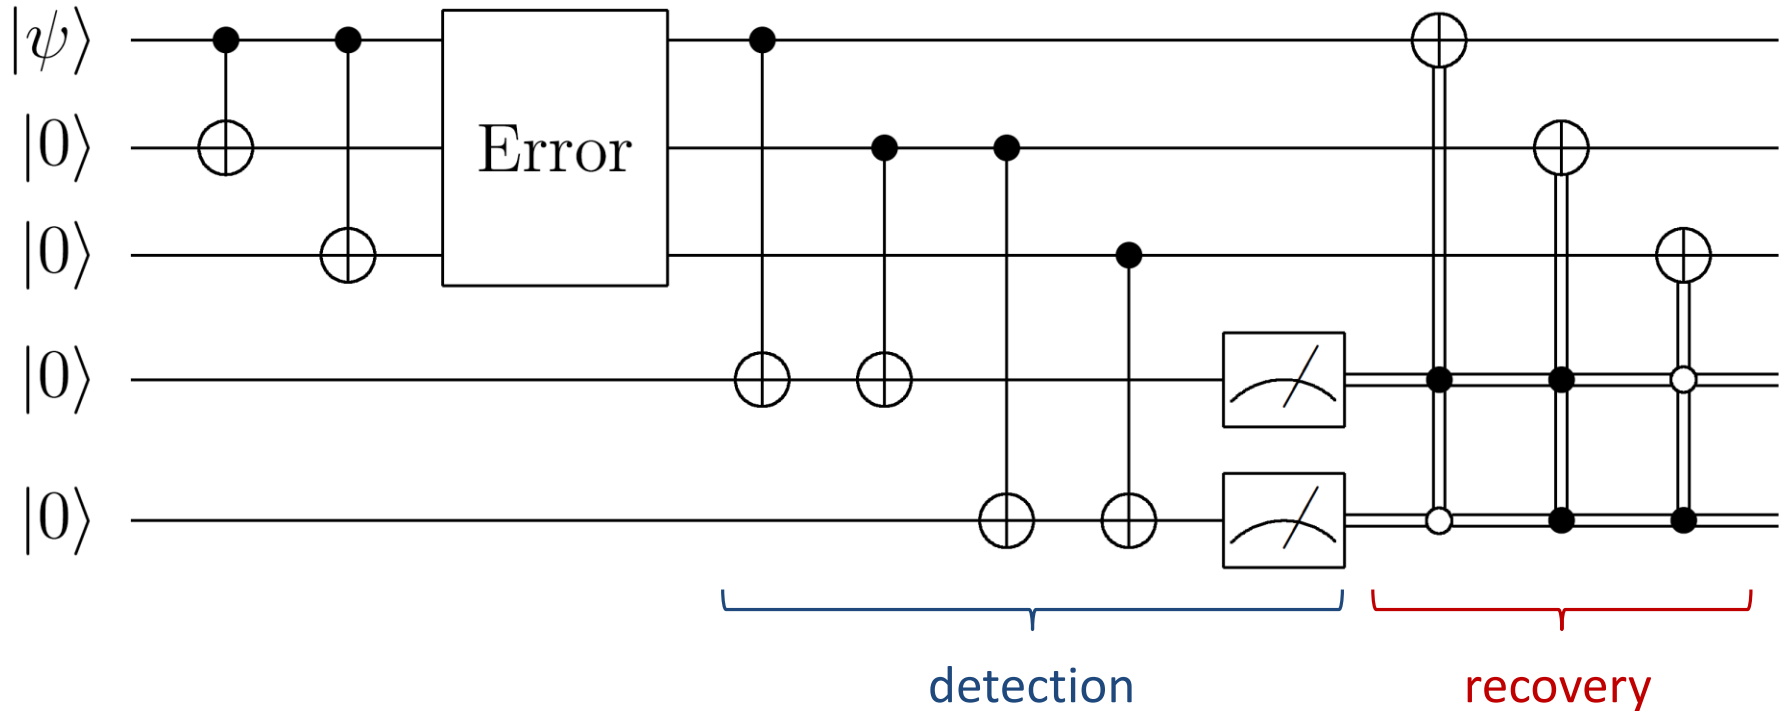 |ψ⟩
|0⟩
Error
|0⟩
|0⟩
|0⟩
detection
recovery